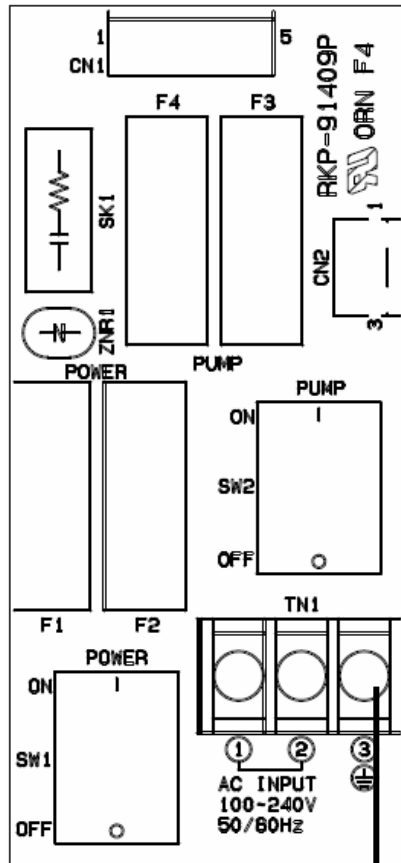 1 5
CN1
F4 F3
RKP-91409P
ORN F4
SK1
CN2
1
3
ZNR1
POWER
PUMP
PUMP
ON
SW2
OFF
F1 F2
TN1
POWER
ON
SW1
OFF
1 2 3
AC INPUT
100~240V
50/60Hz